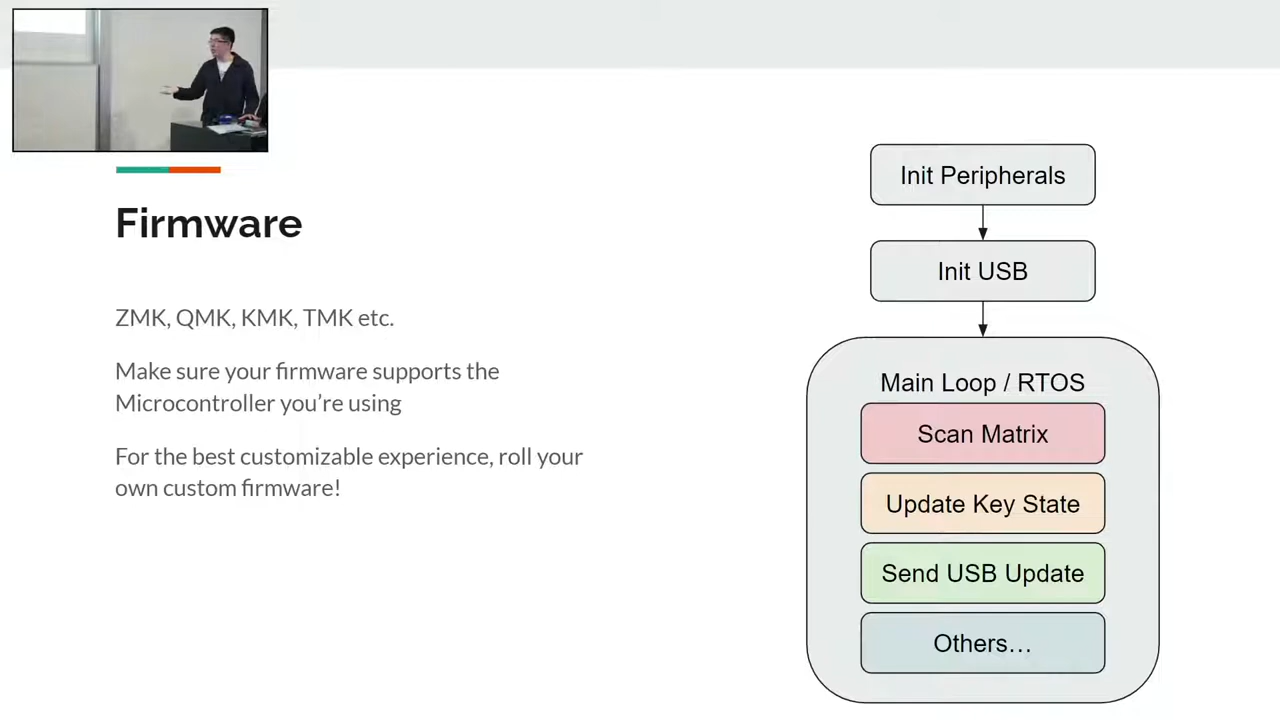 Firmware
ZMK, QMK, KMK, TMK etc.
Make sure your firmware supports the
Microcontroller you're using
For the best customizable experience, roll your
own custom firmware!
Init Peripherals
Init USB
Main Loop / RTOS
Scan Matrix
Update Key State
Send USB Update
Others…